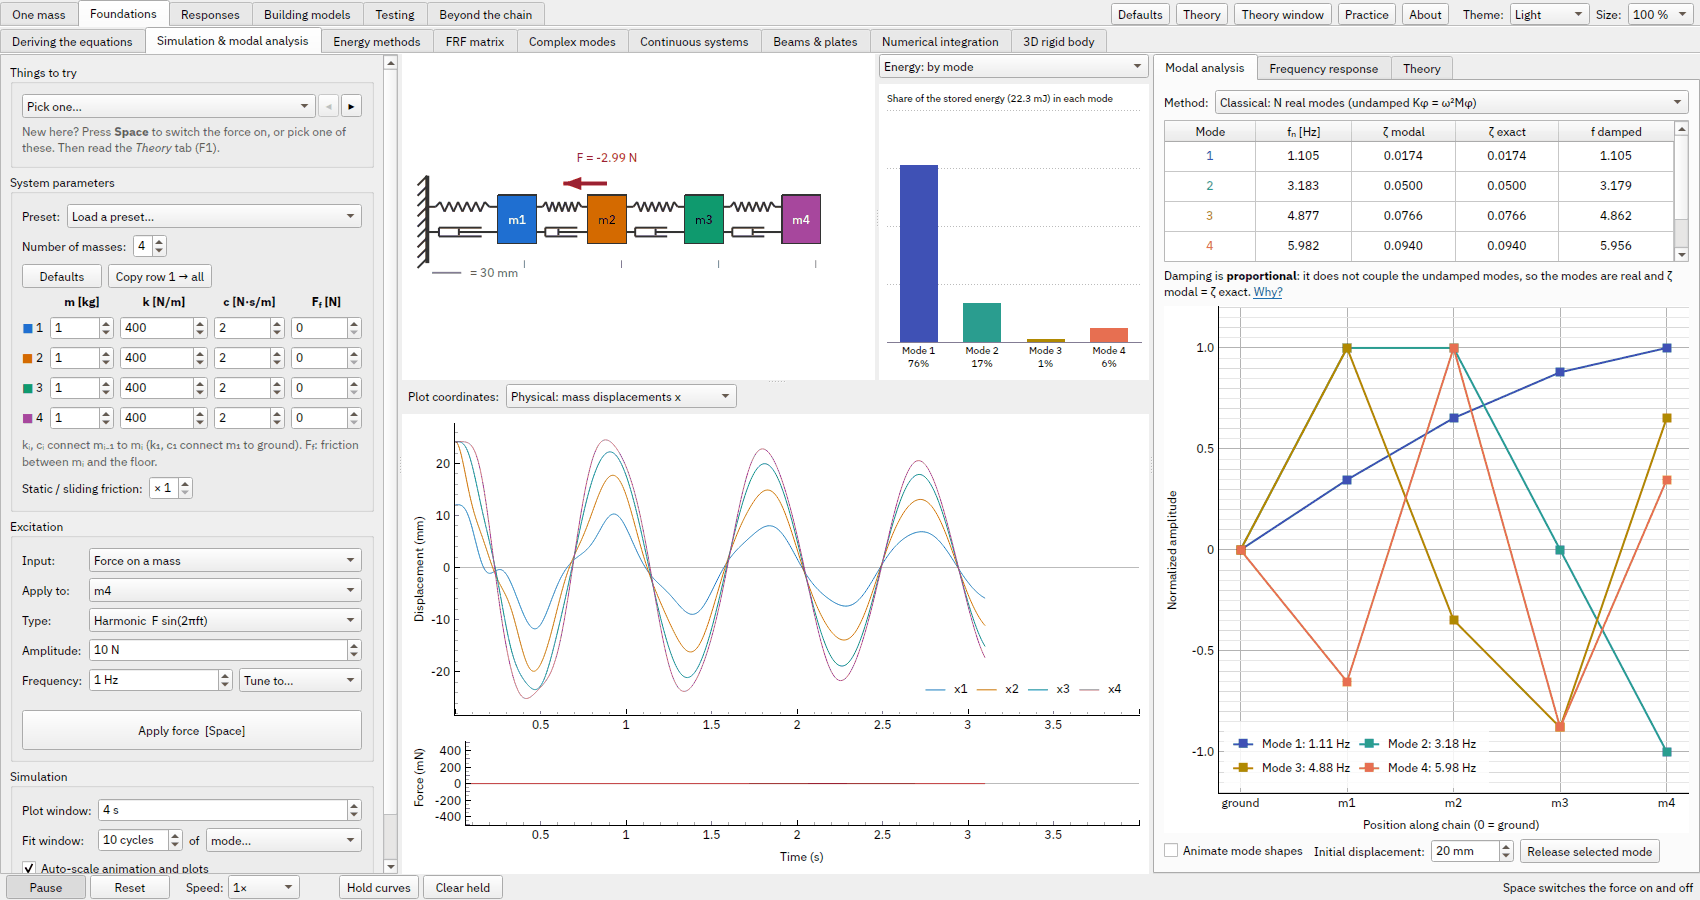 One mass
Foundations
Responses
Building models
Testing
Beyond the chain
Defaults
Theory
Theory window
Practice
About
Theme:
Light
Size:
100 %
Deriving the equations
Simulation & modal analysis
Energy methods
FRF matrix
Complex modes
Continuous systems
Beams & plates
Numerical integration
3D rigid body
Things to try
Pick one...
New here? Press Space to switch the force on, or pick one of
these. Then read the Theory tab (F1).
System parameters
Preset: Load a preset...
Number of masses: 4
Defaults
Copy row 1 → all
m [kg] k [N/m] c [N·s/m] Ff [N]
1 1 400 2 0
2 1 400 2 0
3 1 400 2 0
4 1 400 2 0
kᵢ, cᵢ connect mᵢ₋₁ to mᵢ (k₁, c₁ connect m₁ to ground). Ff: friction
between mᵢ and the floor.
Static / sliding friction: × 1
Excitation
Input: Force on a mass
Apply to: m4
Type: Harmonic F sin(2πft)
Amplitude: 10 N
Frequency: 1 Hz Tune to...
Apply force [Space]
Simulation
Plot window: 4 s
Fit window: 10 cycles of mode...
Auto-scale animation and plots
Pause
Reset
Speed: 1×
Hold curves
Clear held
Space switches the force on and off
F = -2.99 N
m1 m2 m3 m4
= 30 mm
Energy: by mode
Share of the stored energy (22.3 mJ) in each mode
Mode 1 Mode 2 Mode 3 Mode 4
76% 17% 1% 6%
Plot coordinates: Physical: mass displacements x
Displacement (mm)
20
10
0
-10
-20
x1 x2 x3 x4
0.5 1 1.5 2 2.5 3 3.5
Force (mN)
400
200
0
-200
-400
0.5 1 1.5 2 2.5 3 3.5
Time (s)
Modal analysis
Frequency response
Theory
Method: Classical: N real modes (undamped Kφ = ω²Mφ)
Mode fₙ [Hz] ζ modal ζ exact f damped
1 1.105 0.0174 0.0174 1.105
2 3.183 0.0500 0.0500 3.179
3 4.877 0.0766 0.0766 4.862
4 5.982 0.0940 0.0940 5.956
Damping is proportional: it does not couple the undamped modes, so the modes are real and ζ
modal = ζ exact. Why?
Normalized amplitude
1.0
0.5
0
-0.5
-1.0
Mode 1: 1.11 Hz Mode 2: 3.18 Hz
Mode 3: 4.88 Hz Mode 4: 5.98 Hz
ground m1 m2 m3 m4
Position along chain (0 = ground)
Animate mode shapes
Initial displacement: 20 mm
Release selected mode